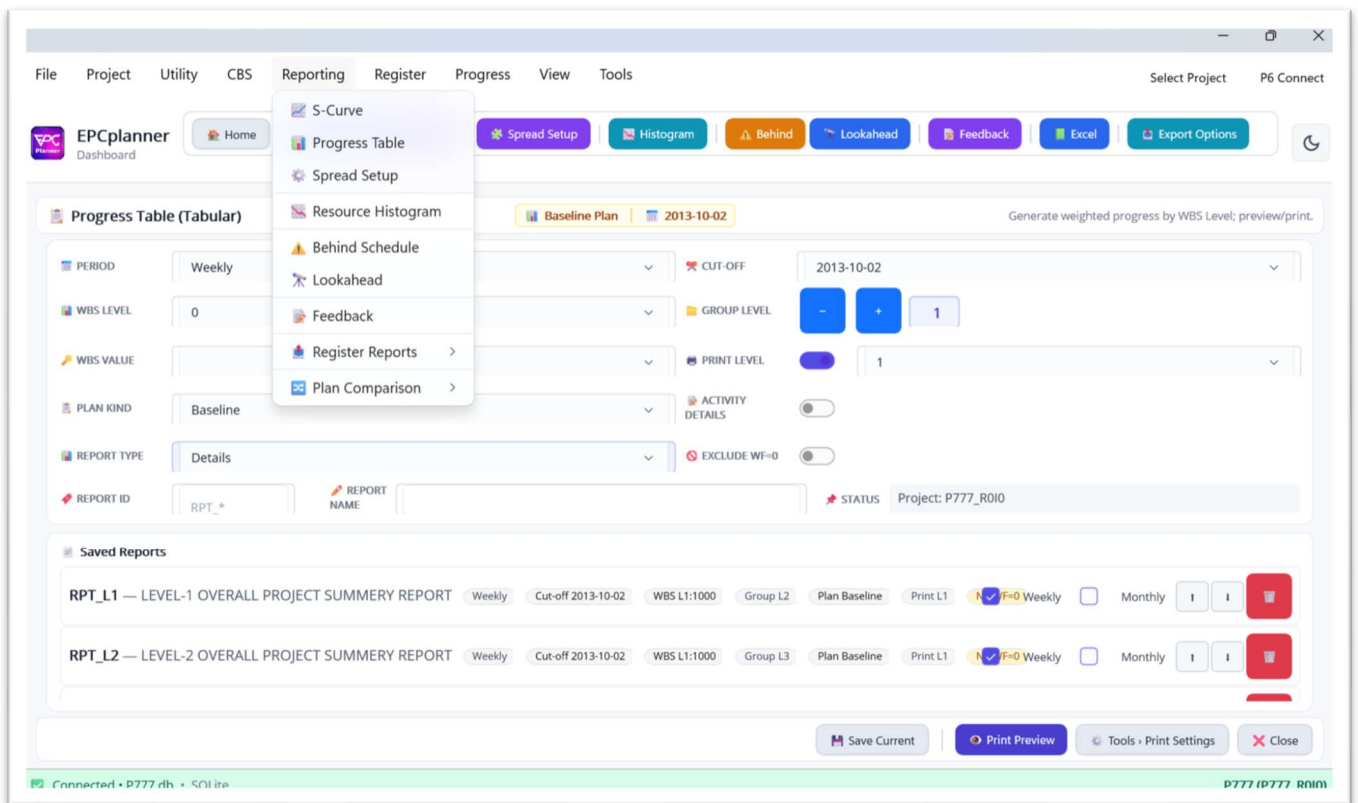 File Project Utility CBS Reporting Register Progress View Tools Select Project P6 Connect
EPC Planner
EPCplanner
Dashboard
Home Spread Setup Histogram Behind Lookahead Feedback Excel Export Options
S-Curve
Progress Table
Spread Setup
Resource Histogram
Behind Schedule
Lookahead
Feedback
Register Reports
Plan Comparison
Progress Table (Tabular) Baseline Plan 2013-10-02 Generate weighted progress by WBS Level; preview/print.
PERIOD Weekly CUT-OFF 2013-10-02
WBS LEVEL 0 GROUP LEVEL - + 1
WBS VALUE PRINT LEVEL 1
PLAN KIND Baseline ACTIVITY DETAILS
REPORT TYPE Details EXCLUDE WF=0
REPORT ID RPT_* REPORT NAME STATUS Project: P777_R0I0
Saved Reports
RPT_L1 — LEVEL-1 OVERALL PROJECT SUMMERY REPORT Weekly Cut-off 2013-10-02 WBS L1:1000 Group L2 Plan Baseline Print L1 F=0 Weekly Monthly
RPT_L2 — LEVEL-2 OVERALL PROJECT SUMMERY REPORT Weekly Cut-off 2013-10-02 WBS L1:1000 Group L3 Plan Baseline Print L1 F=0 Weekly Monthly
Save Current Print Preview Tools › Print Settings Close
Connected • P777.db • SQLite P777 (P777_R0I0)